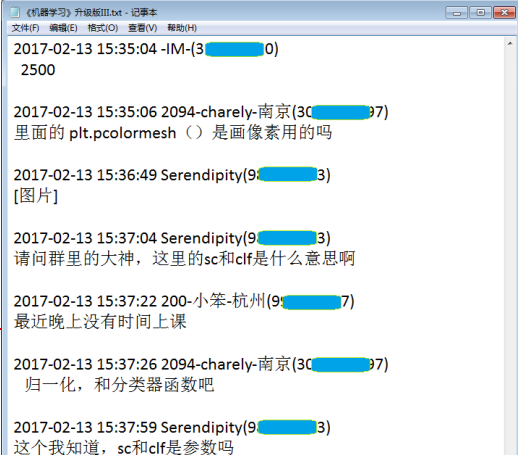 《机器学习》升级版III.txt - 记事本
文件(F) 编辑(E) 格式(O) 查看(V) 帮助(H)
2017-02-13 15:35:04 -IM-(3 0)
2500
2017-02-13 15:35:06 2094-charely-南京(30 97)
里面的 plt.pcolormesh（）是画像素用的吗
2017-02-13 15:36:49 Serendipity(98 3)
[图片]
2017-02-13 15:37:04 Serendipity(98 3)
请问群里的大神，这里的sc和clf是什么意思啊
2017-02-13 15:37:22 200-小笨-杭州(99 7)
最近晚上没有时间上课
2017-02-13 15:37:26 2094-charely-南京(30 97)
归一化，和分类器函数吧
2017-02-13 15:37:59 Serendipity(98 3)
这个我知道，sc和clf是参数吗